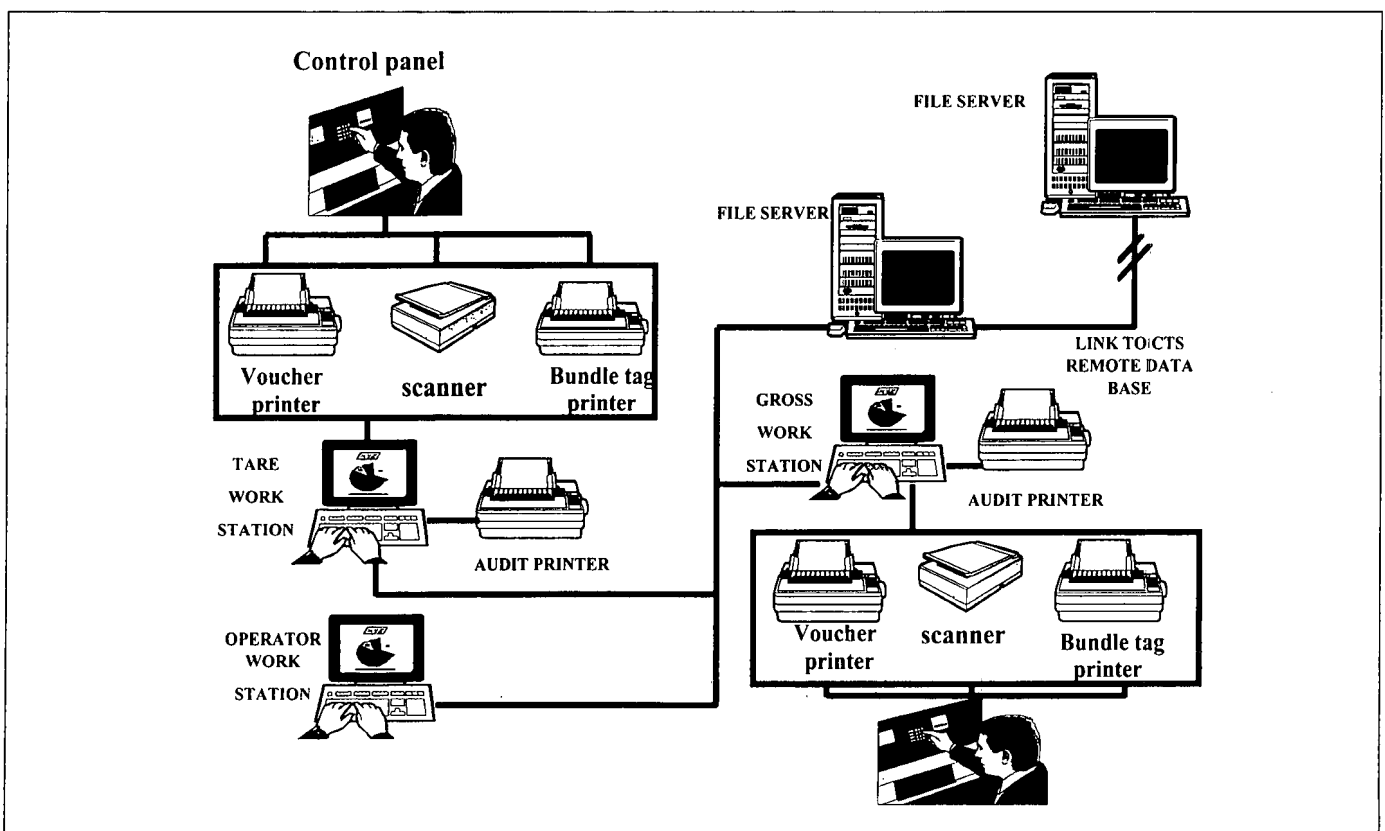 Control panel
FILE SERVER
FILE SERVER
LINK TO CTS
REMOTE DATA
BASE
Voucher
printer
scanner
Bundle tag
printer
GROSS
WORK
STATION
AUDIT PRINTER
TARE
WORK
STATION
AUDIT PRINTER
Voucher
printer
scanner
Bundle tag
printer
OPERATOR
WORK
STATION